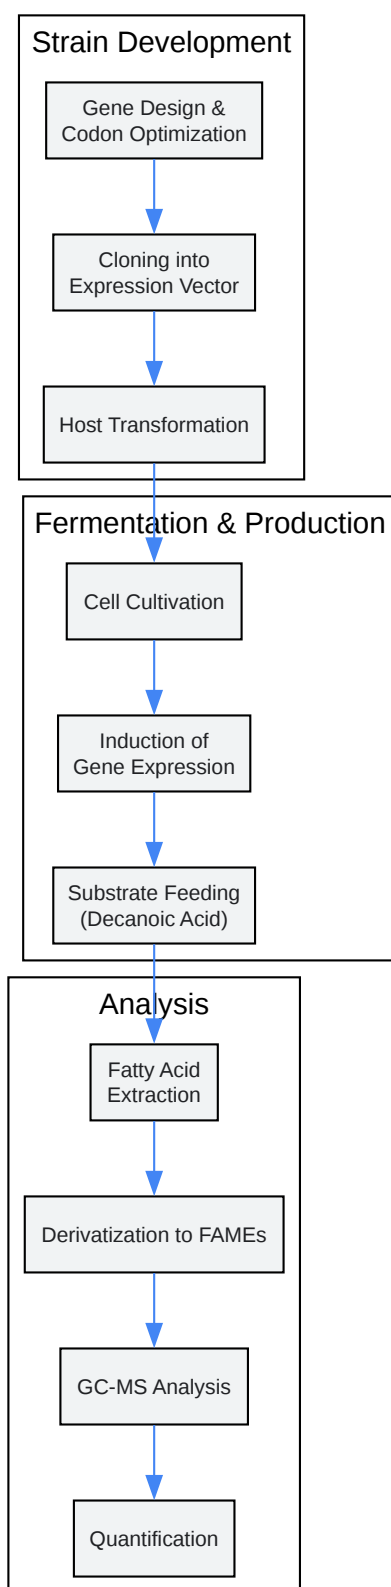 Strain Development
Gene Design &
Codon Optimization
Cloning into
Expression Vector
Host Transformation
Fermentation & Production
Cell Cultivation
Induction of
Gene Expression
Substrate Feeding
(Decanoic Acid)
Analysis
Fatty Acid
Extraction
Derivatization to FAMEs
GC-MS Analysis
Quantification